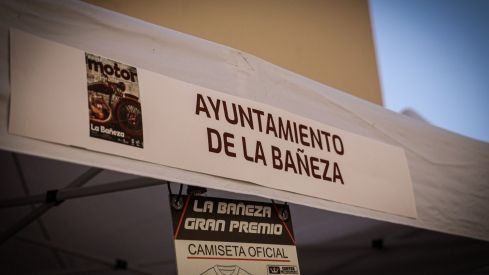 motor
La Bañeza
AYUNTAMIENTO
DE LA BAÑEZA
LA BAÑEZA
GRAN PREMIO
CAMISETA OFICIAL